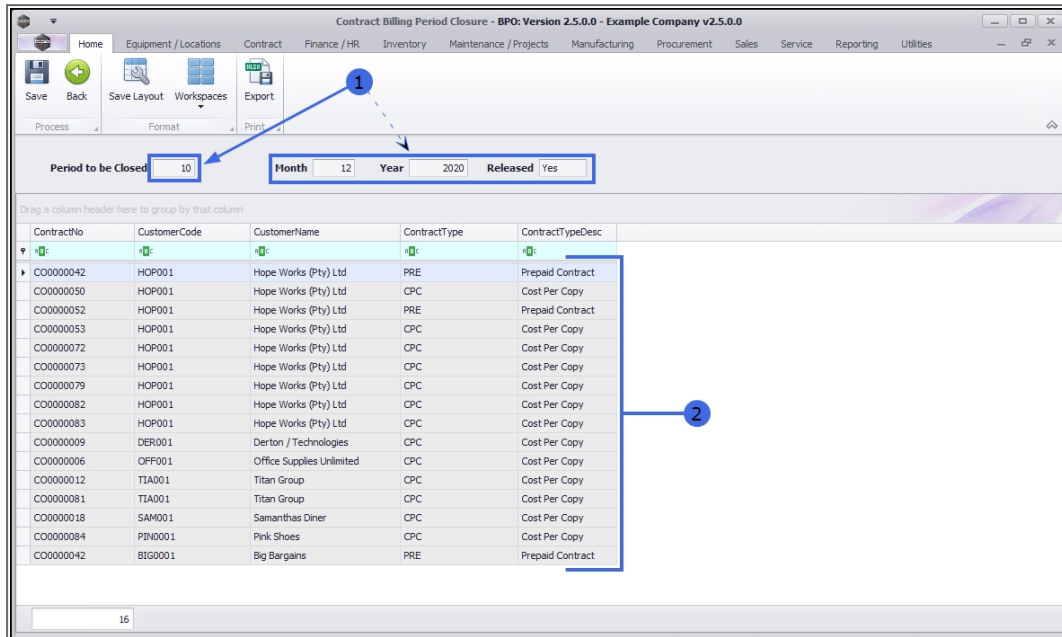 BPO Contract Billing Period Closure - BPO: Version 2.5.0.0 - Example Company v2.5.0.0
Home Equipment / Locations Contract Finance / HR Inventory Maintenance / Projects Manufacturing Procurement Sales Service Reporting Utilities
XLSX
Save Back Save Layout Workspaces Export
Process Format Print
1
Period to be Closed 10 Month 12 Year 2020 Released Yes
Drag a column header here to group by that column
ContractNo CustomerCode CustomerName ContractType ContractTypeDesc
CO0000042 HOP001 Hope Works (Pty) Ltd PRE Prepaid Contract
CO0000050 HOP001 Hope Works (Pty) Ltd CPC Cost Per Copy
CO0000052 HOP001 Hope Works (Pty) Ltd PRE Prepaid Contract
CO0000053 HOP001 Hope Works (Pty) Ltd CPC Cost Per Copy
CO0000072 HOP001 Hope Works (Pty) Ltd CPC Cost Per Copy
CO0000073 HOP001 Hope Works (Pty) Ltd CPC Cost Per Copy
CO0000079 HOP001 Hope Works (Pty) Ltd CPC Cost Per Copy
CO0000082 HOP001 Hope Works (Pty) Ltd CPC Cost Per Copy
CO0000083 HOP001 Hope Works (Pty) Ltd CPC Cost Per Copy
2
CO0000009 DER001 Derton / Technologies CPC Cost Per Copy
CO0000006 OFF001 Office Supplies Unlimited CPC Cost Per Copy
CO0000012 TIA001 Titan Group CPC Cost Per Copy
CO0000081 TIA001 Titan Group CPC Cost Per Copy
CO0000018 SAM001 Samanthas Diner CPC Cost Per Copy
CO0000084 PIN0001 Pink Shoes CPC Cost Per Copy
CO0000042 BIG0001 Big Bargains PRE Prepaid Contract
16